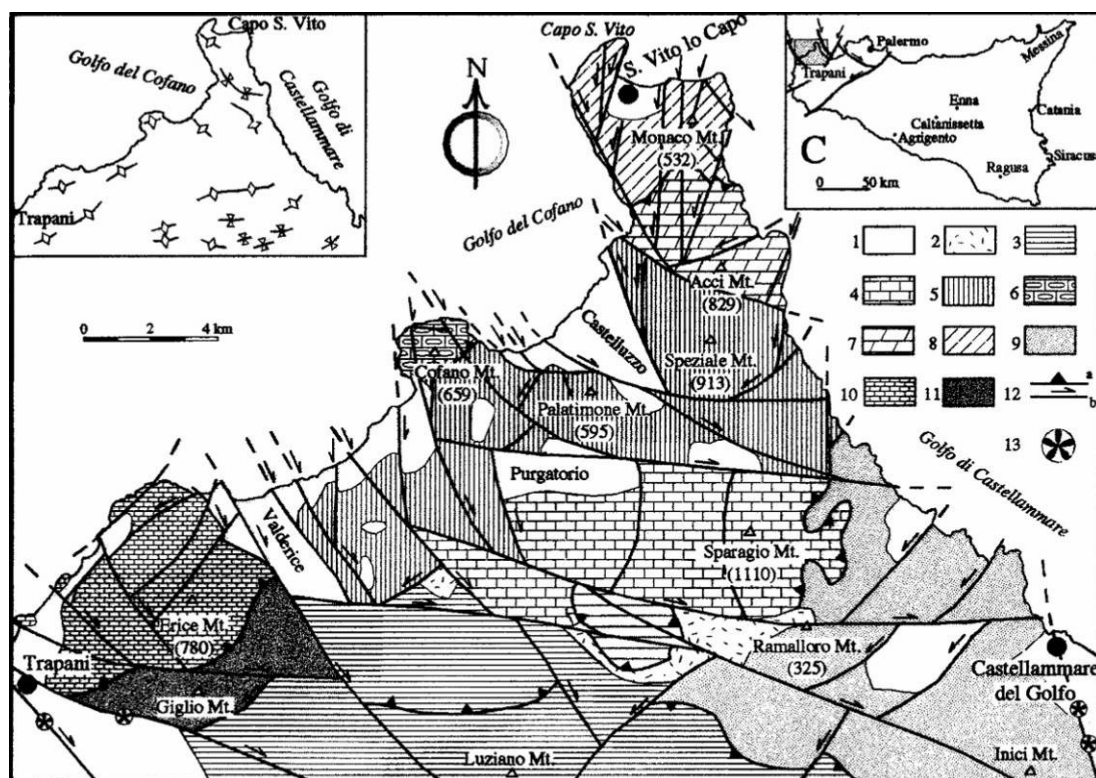 Capo S. Vito
Golfo del Cofano
Golfo di
Castellammare
Trapani
N
Capo S. Vito
S. Vito lo Capo
Monaco Mt.
(532)
Golfo del Cofano
Palermo
Messina
Trapani
Enna
Caltanissetta
Catania
Agrigento
Siracusa
Ragusa
C
0 50 km
1 2 3
4 5 6
7 8 9
10 11 12 a
b
13
0 2 4 km
Acci Mt.
(829)
Castelluzzo
Speziale Mt.
(913)
Cofano Mt.
(659)
Palatimone Mt.
(595)
Golfo di Castellammare
Purgatorio
Valderice
Sparagio Mt.
(1110)
Erice Mt.
(780)
Trapani
Giglio Mt.
Ramalloro Mt.
(325)
Castellammare
del Golfo
Luziano Mt.
Inici Mt.